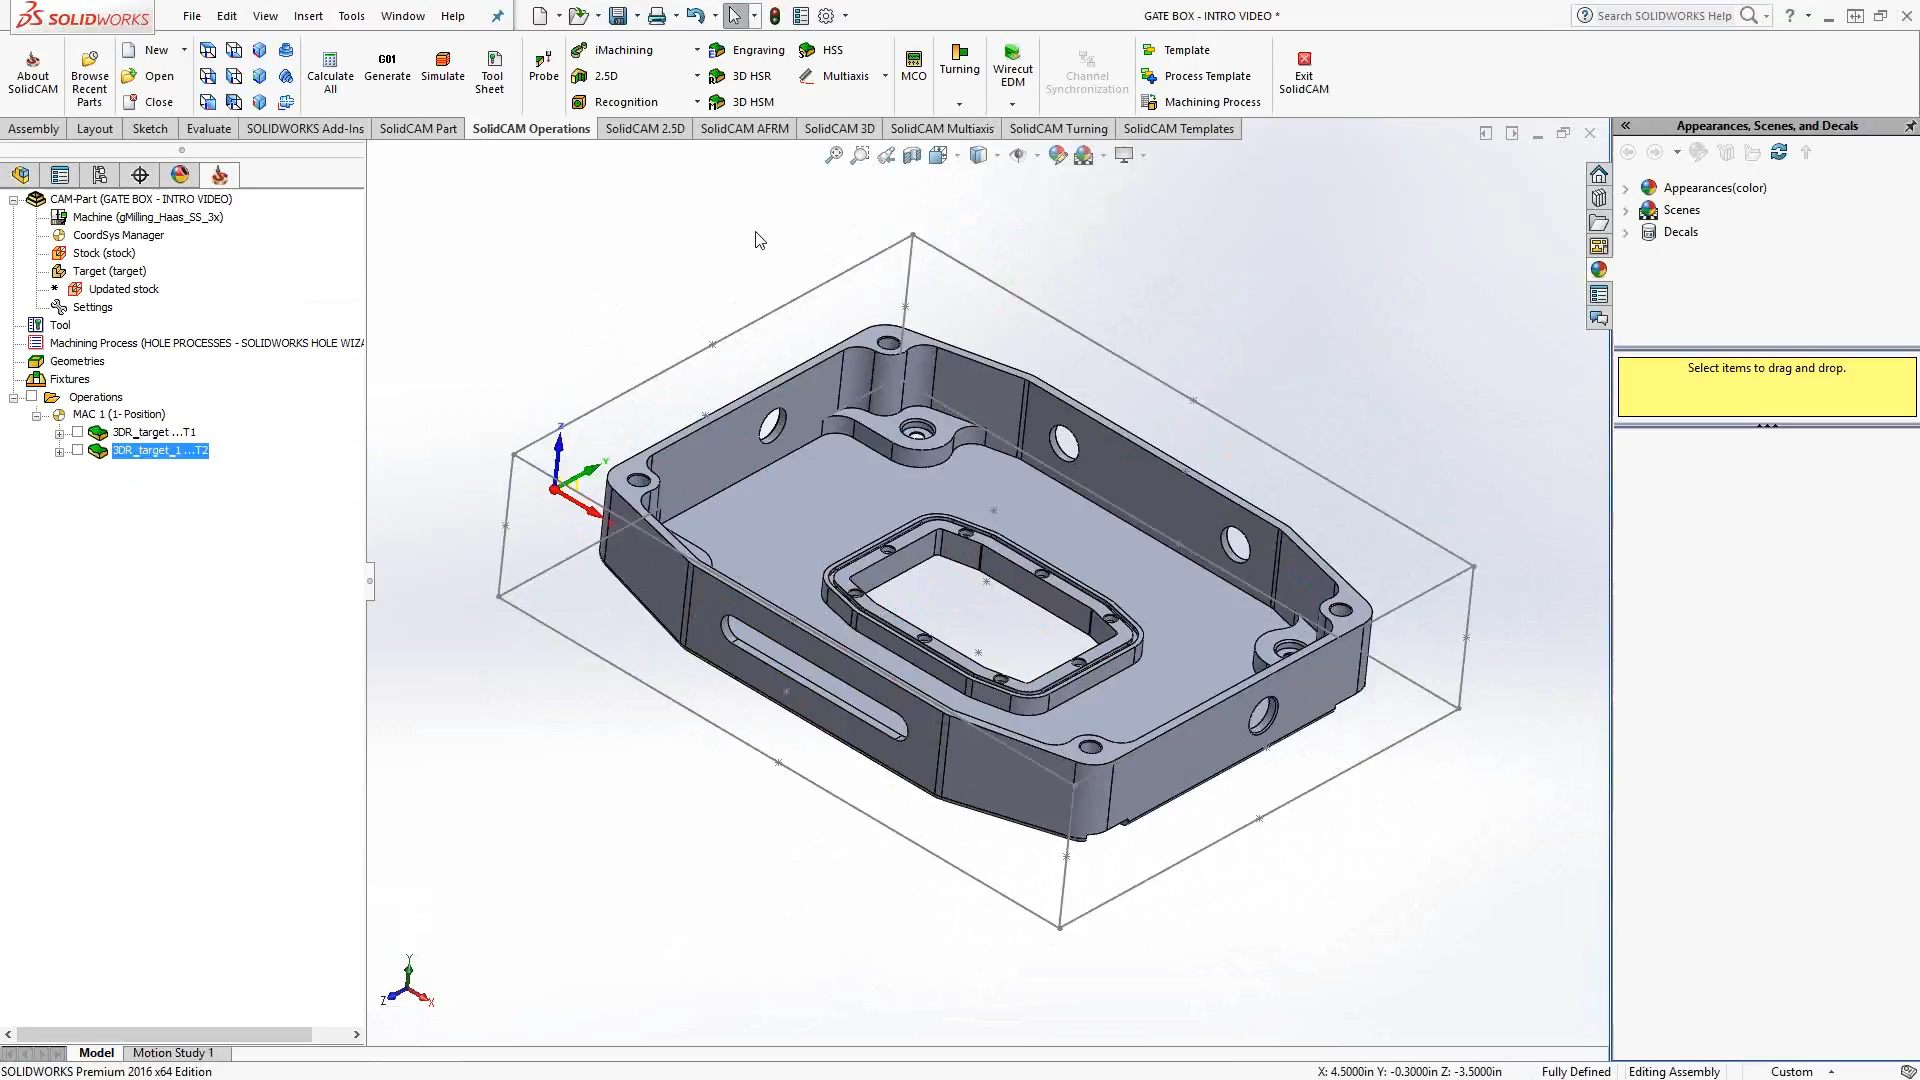 SOLIDWORKS File Edit View Insert Tools Window Help
GATE BOX - INTRO VIDEO *
Search SOLIDWORKS Help
About SolidCAM
Browse Recent Parts
New
Open
Close
Calculate All
G01
Generate
Simulate
Tool Sheet
Probe
iMachining
2.5D
Recognition
Engraving
3D HSR
3D HSM
HSS
Multiaxis
MCO
Turning
Wirecut EDM
Channel Synchronization
Template
Process Template
Machining Process
Exit SolidCAM
Assembly Layout Sketch Evaluate SOLIDWORKS Add-Ins SolidCAM Part SolidCAM Operations SolidCAM 2.5D SolidCAM AFRM SolidCAM 3D SolidCAM Multiaxis SolidCAM Turning SolidCAM Templates
CAM-Part (GATE BOX - INTRO VIDEO)
Machine (gMilling_Haas_SS_3x)
CoordSys Manager
Stock (stock)
Target (target)
* Updated stock
Settings
Tool
Machining Process (HOLE PROCESSES - SOLIDWORKS HOLE WIZA
Geometries
Fixtures
Operations
MAC 1 (1- Position)
3DR_target ...T1
3DR_target_1 ...T2
Z
Y
Y
Z
X
Appearances, Scenes, and Decals
Appearances(color)
Scenes
Decals
Select items to drag and drop.
Model Motion Study 1
SOLIDWORKS Premium 2016 x64 Edition
X: 4.5000in Y: -0.3000in Z: -3.5000in Fully Defined Editing Assembly Custom